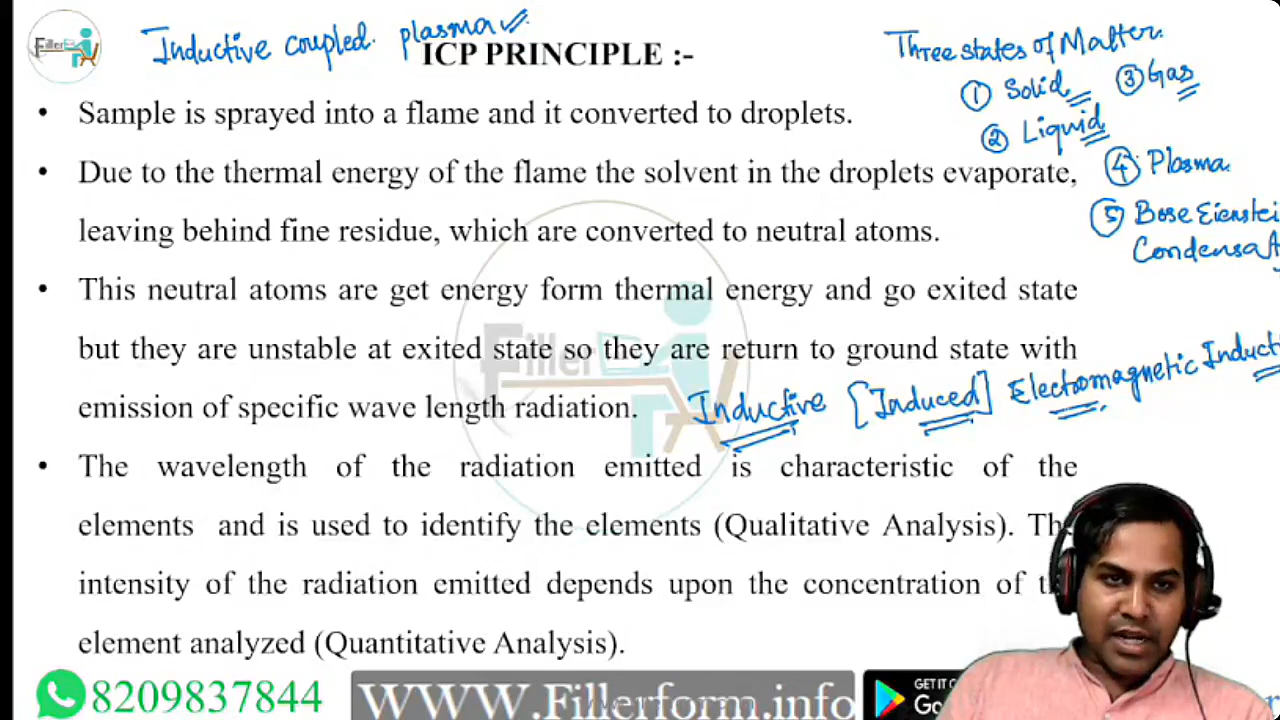 Inductive coupled plasma
ICP PRINCIPLE :-
Three states of Matter
① Solid ③ Gas
② Liquid
④ Plasma
⑤ Bose Eienstei
Condensat
• Sample is sprayed into a flame and it converted to droplets.
• Due to the thermal energy of the flame the solvent in the droplets evaporate,
leaving behind fine residue, which are converted to neutral atoms.
• This neutral atoms are get energy form thermal energy and go exited state
but they are unstable at exited state so they are return to ground state with
emission of specific wave length radiation.
Inductive [Induced] Electromagnetic Inducti
• The wavelength of the radiation emitted is characteristic of the
elements and is used to identify the elements (Qualitative Analysis). Th
intensity of the radiation emitted depends upon the concentration of t
element analyzed (Quantitative Analysis).
Filler
8209837844
WWW.Fillerform.info
GET IT O
Go